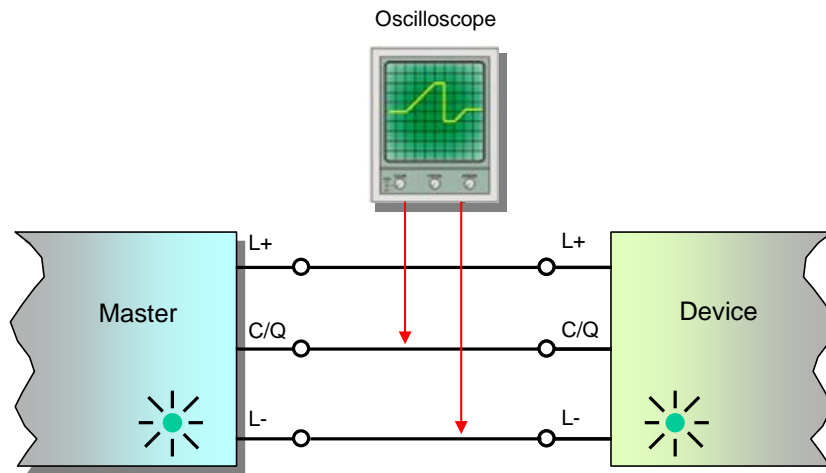 Oscilloscope
L+
L+
Master
C/Q
C/Q
Device
L-
L-